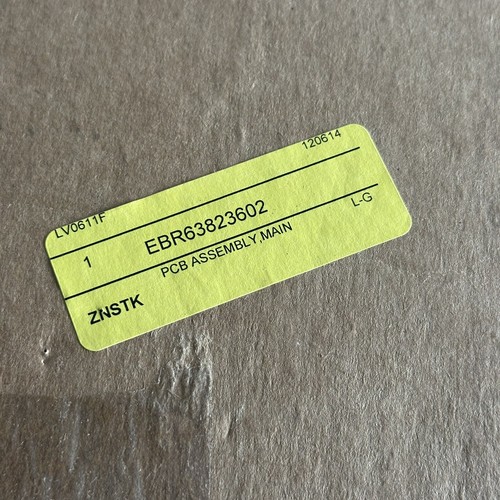 LV0611F 120614
1 EBR63823602
PCB ASSEMBLY,MAIN L-G
ZNSTK